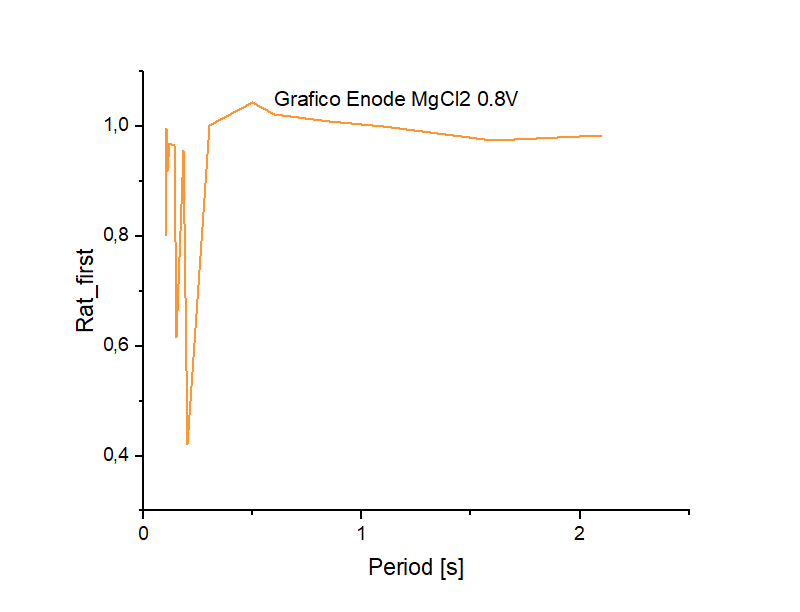 Grafico Enode MgCl2 0.8V
1,0
0,8
0,6
0,4
Rat_first
0
1
2
Period [s]